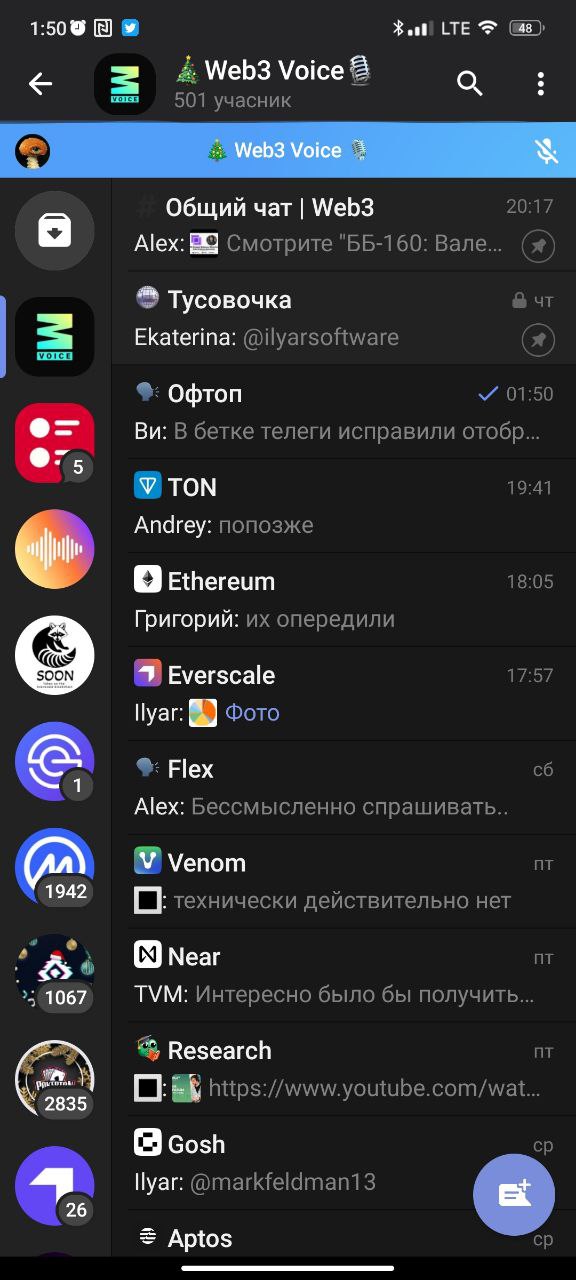 1:50
LTE
48
🎄Web3 Voice🎙
501 учасник
VOICE
🎄 Web3 Voice 🎙
# Общий чат | Web3
20:17
Alex: Смотрите "ББ-160: Вале...
Тусовочка
чт
Ekaterina: @ilyarsoftware
VOICE
Офтоп
01:50
Ви: В бетке телеги исправили отобр...
5
TON
19:41
Andrey: попозже
Ethereum
18:05
Григорий: их опередили
SOON
Everscale
17:57
Ilyar: Фото
Flex
сб
Alex: Бессмысленно спрашивать..
1
Venom
пт
: технически действительно нет
1942
Near
пт
TVM: Интересно было бы получить...
1067
Research
пт
: https://www.youtube.com/wat...
2835
Gosh
ср
Ilyar: @markfeldman13
26
Aptos
ср